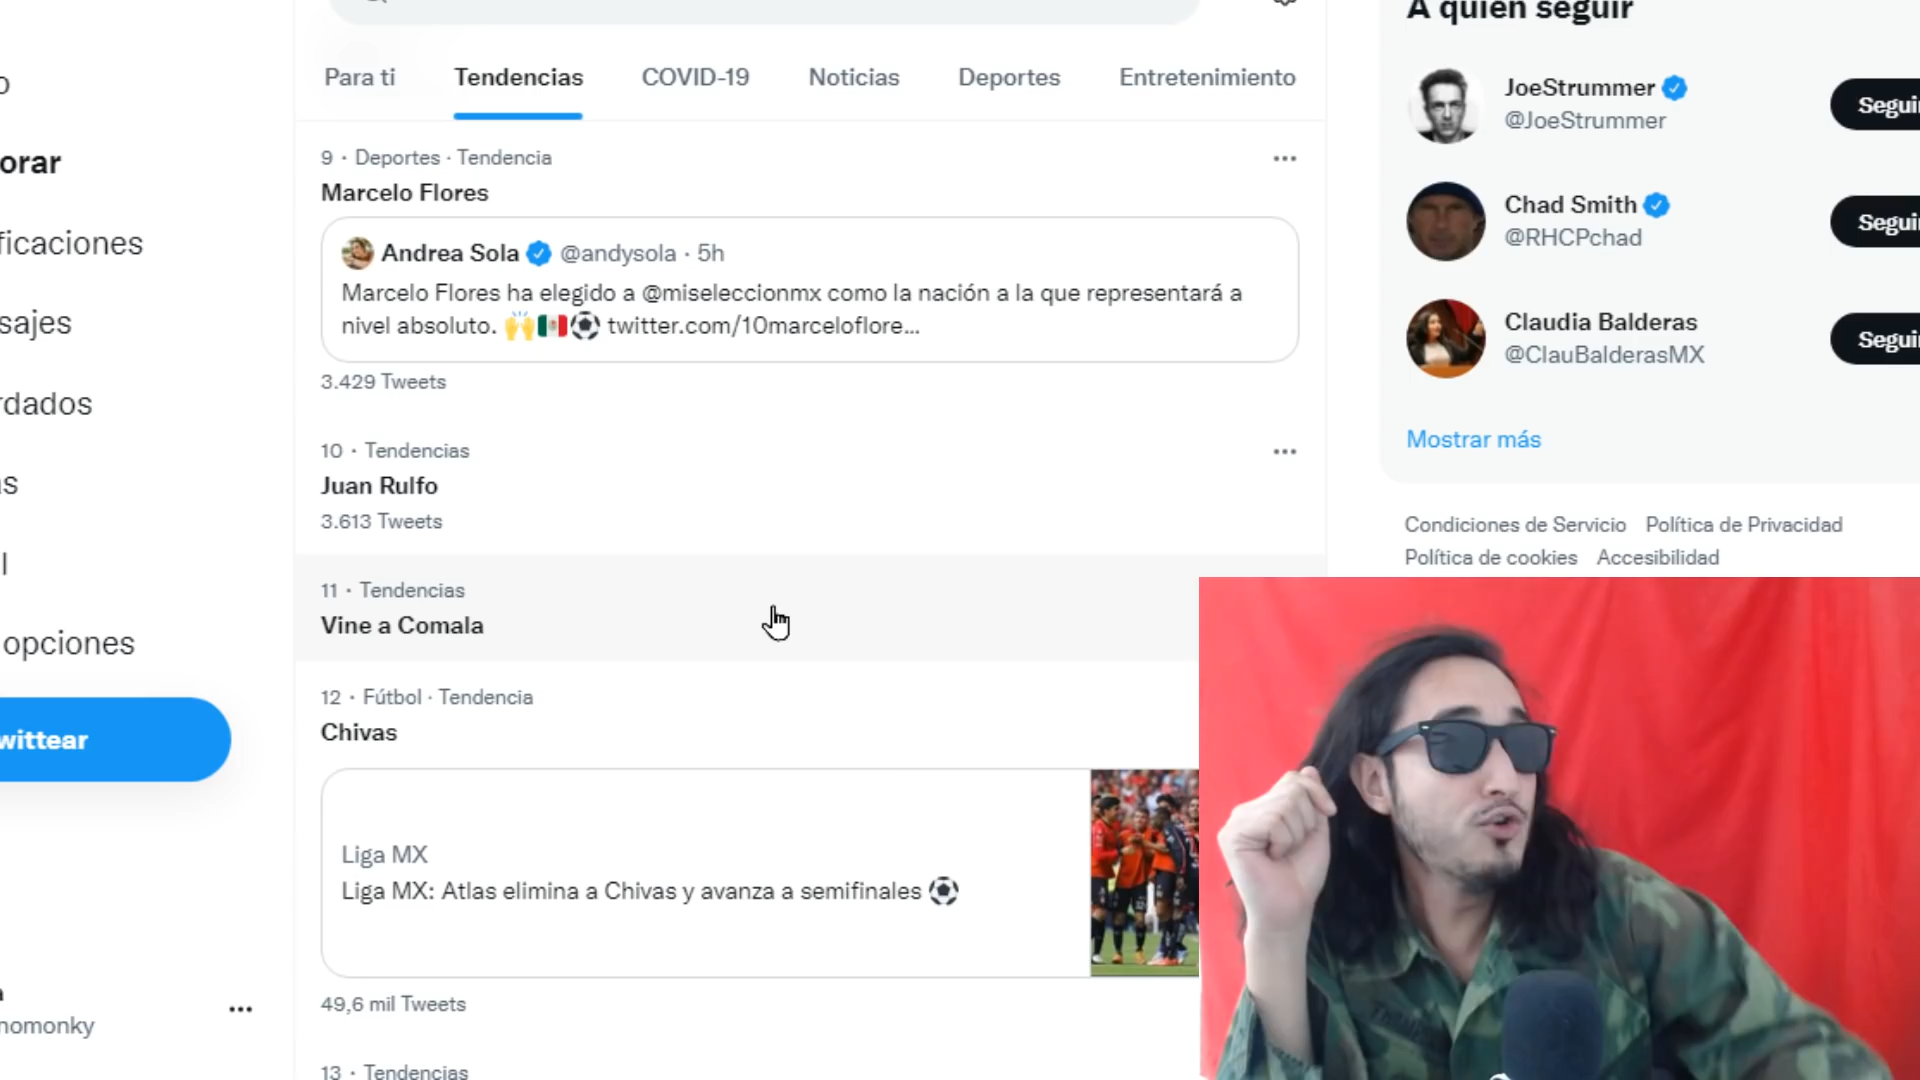 Para ti Tendencias COVID-19 Noticias Deportes Entretenimiento
9 · Deportes · Tendencia
Marcelo Flores
Andrea Sola @andysola · 5h
Marcelo Flores ha elegido a @miseleccionmx como la nación a la que representará a
nivel absoluto. 🙌🇲🇽⚽ twitter.com/10marceloflore...
3.429 Tweets
10 · Tendencias
Juan Rulfo
3.613 Tweets
11 · Tendencias
Vine a Comala
12 · Fútbol · Tendencia
Chivas
Liga MX
Liga MX: Atlas elimina a Chivas y avanza a semifinales ⚽
49,6 mil Tweets
13 · Tendencias
o
orar
ficaciones
sajes
rdados
as
l
opciones
wittear
nomonky
A quién seguir
JoeStrummer
@JoeStrummer
Segui
Chad Smith
@RHCPchad
Segui
Claudia Balderas
@ClauBalderasMX
Segui
Mostrar más
Condiciones de Servicio Política de Privacidad
Política de cookies Accesibilidad